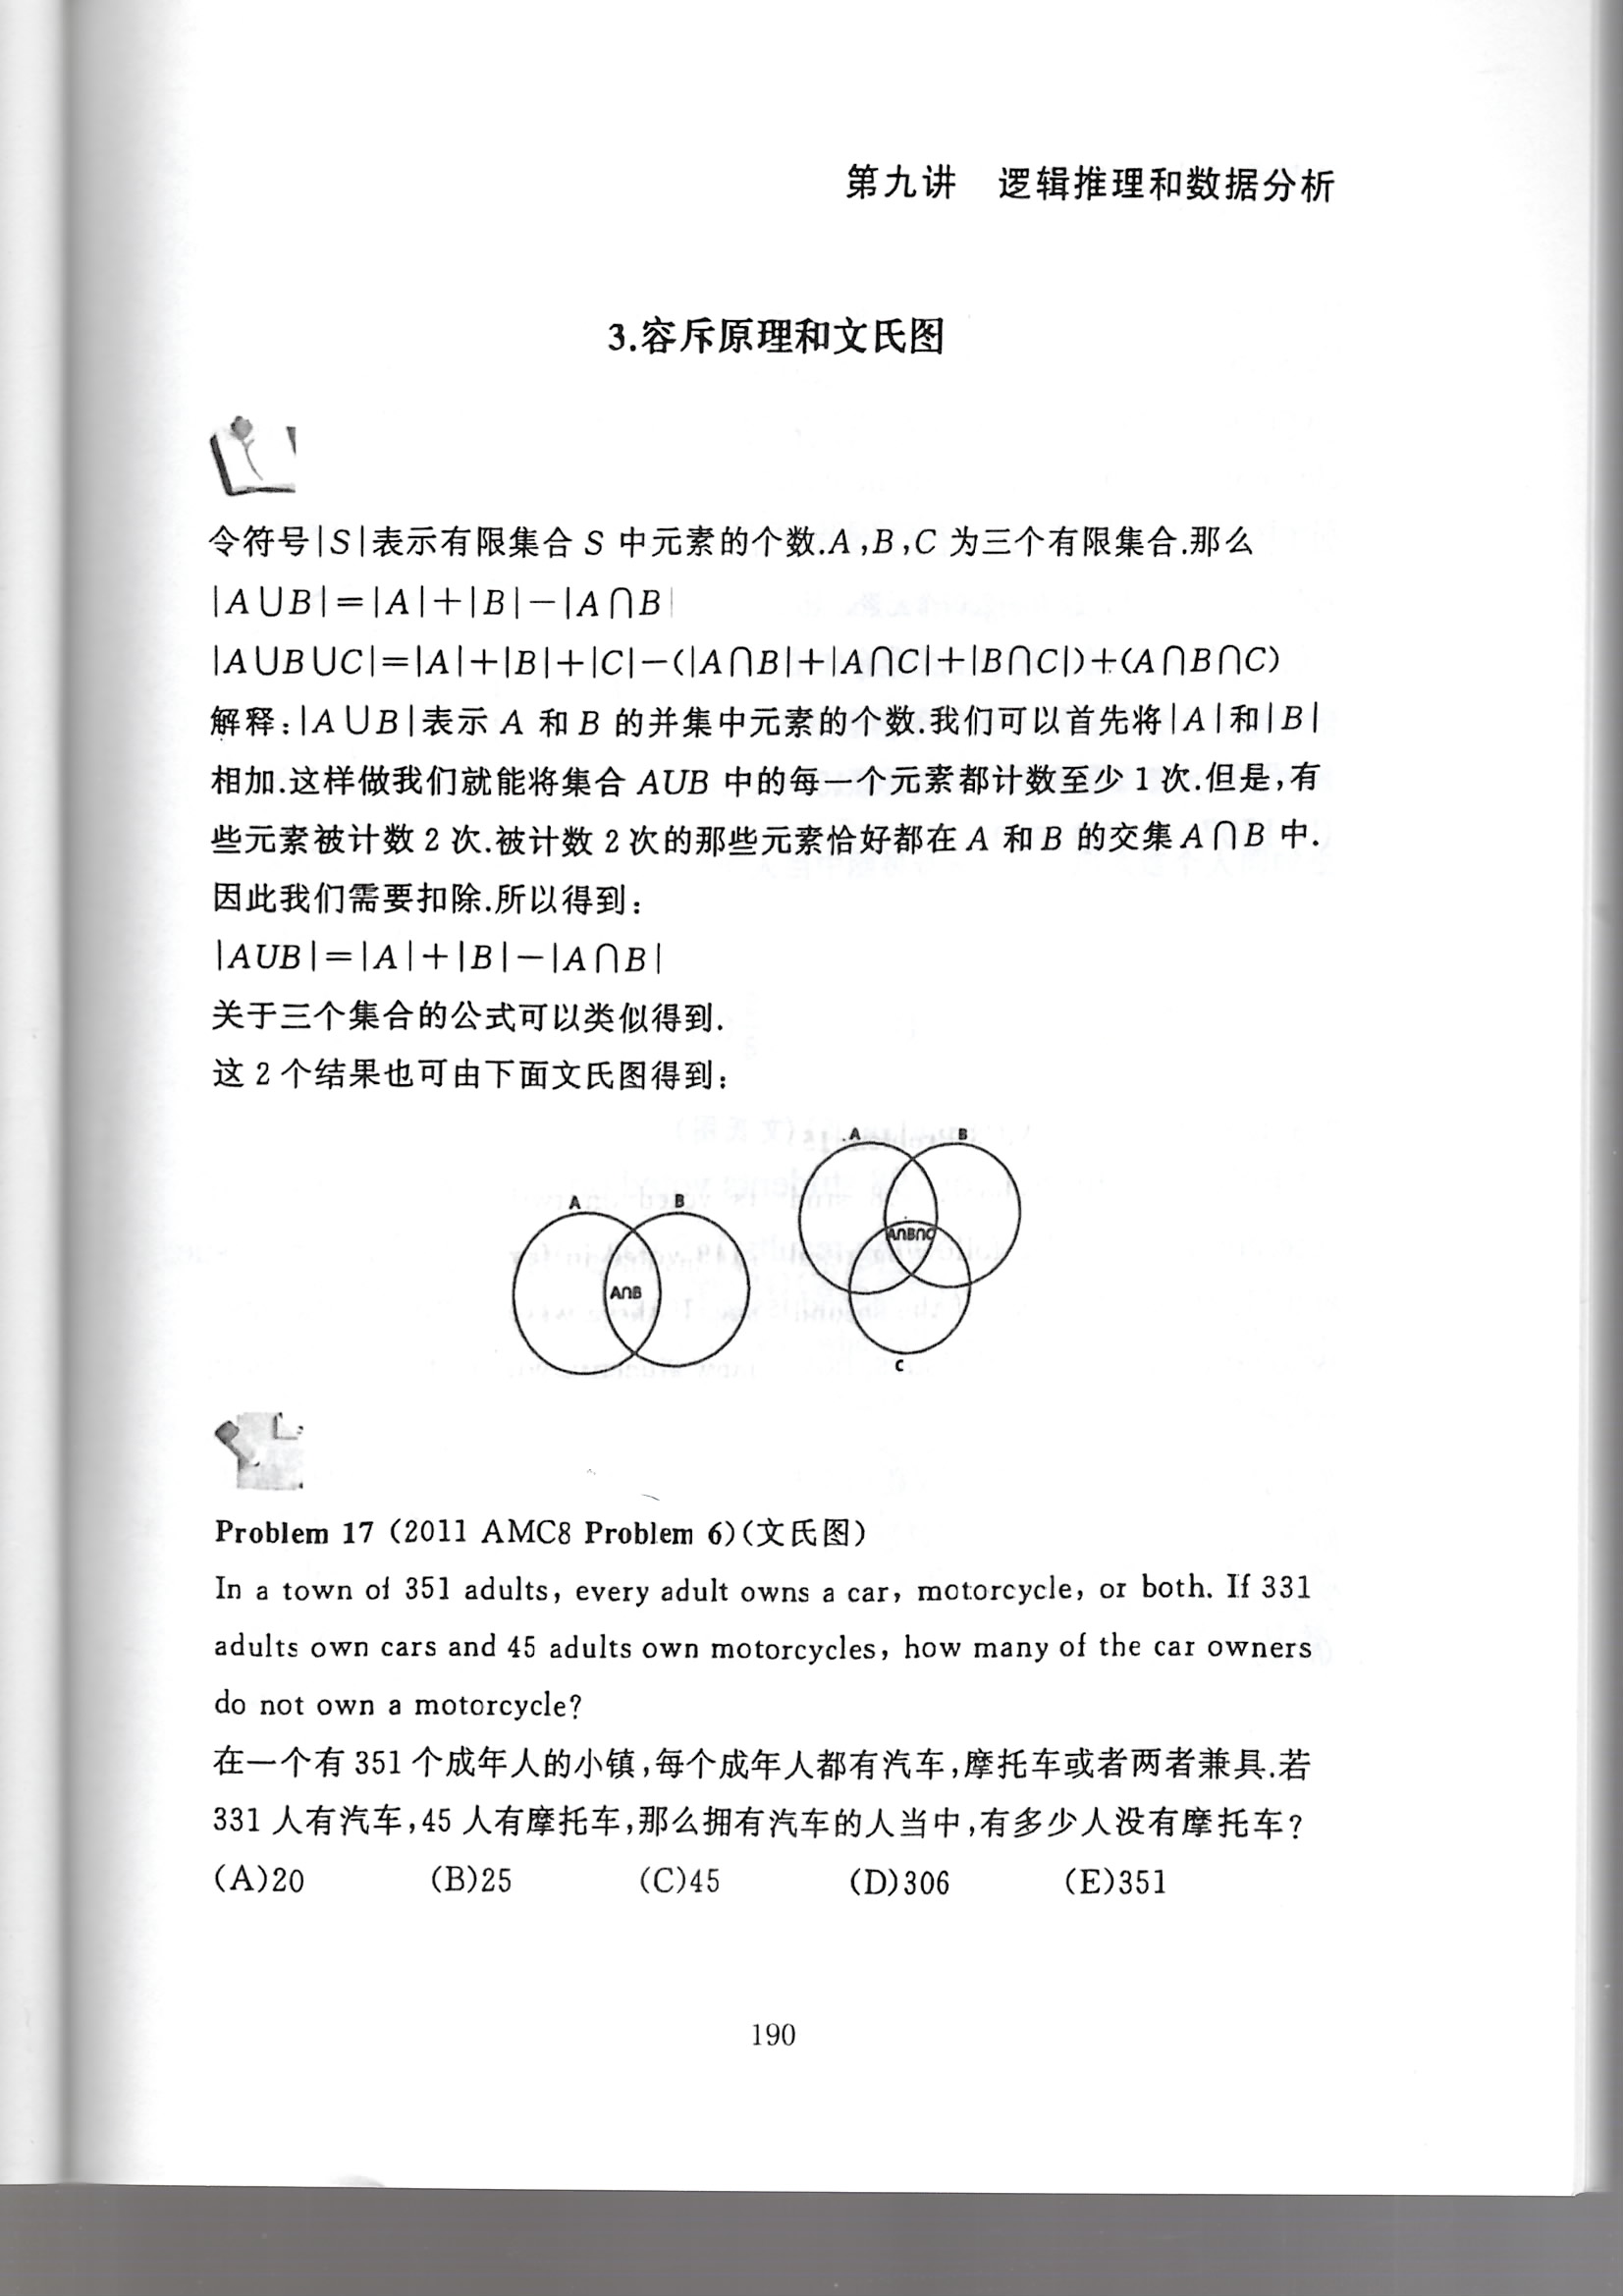 第九讲 逻辑推理和数据分析
3.容斥原理和文氏图
令符号|S|表示有限集合 S 中元素的个数.A,B,C 为三个有限集合.那么
|A∪B|=|A|+|B|-|A∩B|
|A∪B∪C|=|A|+|B|+|C|-(|A∩B|+|A∩C|+|B∩C|)+(A∩B∩C)
解释:|A∪B|表示 A 和 B 的并集中元素的个数.我们可以首先将|A|和|B|
相加.这样做我们就能将集合 AUB 中的每一个元素都计数至少 1 次.但是,有
些元素被计数 2 次.被计数 2 次的那些元素恰好都在 A 和 B 的交集 A∩B 中.
因此我们需要扣除.所以得到:
|AUB|=|A|+|B|-|A∩B|
关于三个集合的公式可以类似得到.
这 2 个结果也可由下面文氏图得到:
A B
A∩B
A B
A∩B∩C
C
Problem 17 (2011 AMC8 Problem 6)(文氏图)
In a town of 351 adults, every adult owns a car, motorcycle, or both. If 331
adults own cars and 45 adults own motorcycles, how many of the car owners
do not own a motorcycle?
在一个有 351 个成年人的小镇,每个成年人都有汽车,摩托车或者两者兼具.若
331 人有汽车,45 人有摩托车,那么拥有汽车的人当中,有多少人没有摩托车?
(A)20 (B)25 (C)45 (D)306 (E)351
190